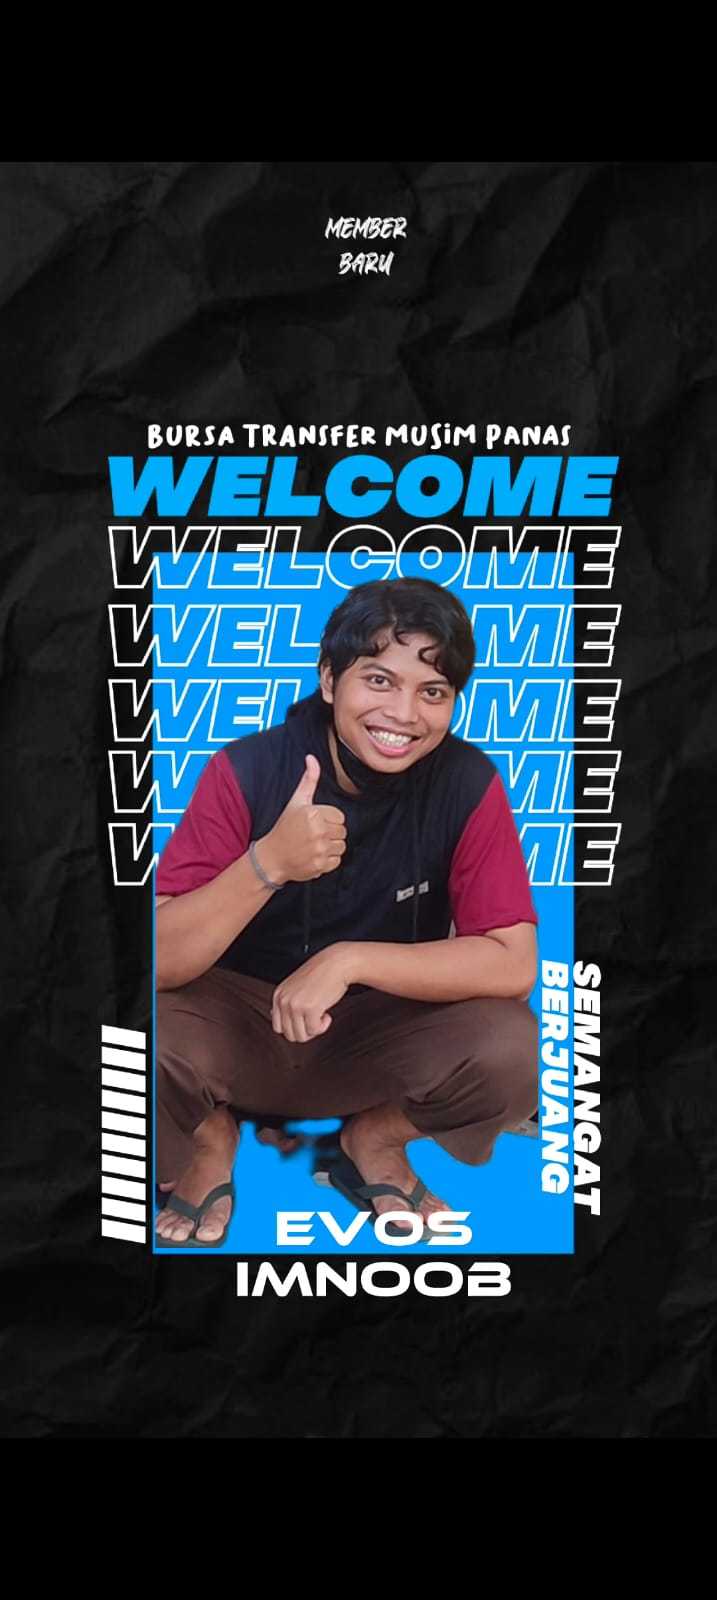 MEMBER
BARU
BURSA TRANSFER MUSIM PANAS
WELCOME
WELCOME
WELCOME
WELCOME
WELCOME
WELCOME
SEMANGAT
BERJUANG
EVOS
IMNOOB